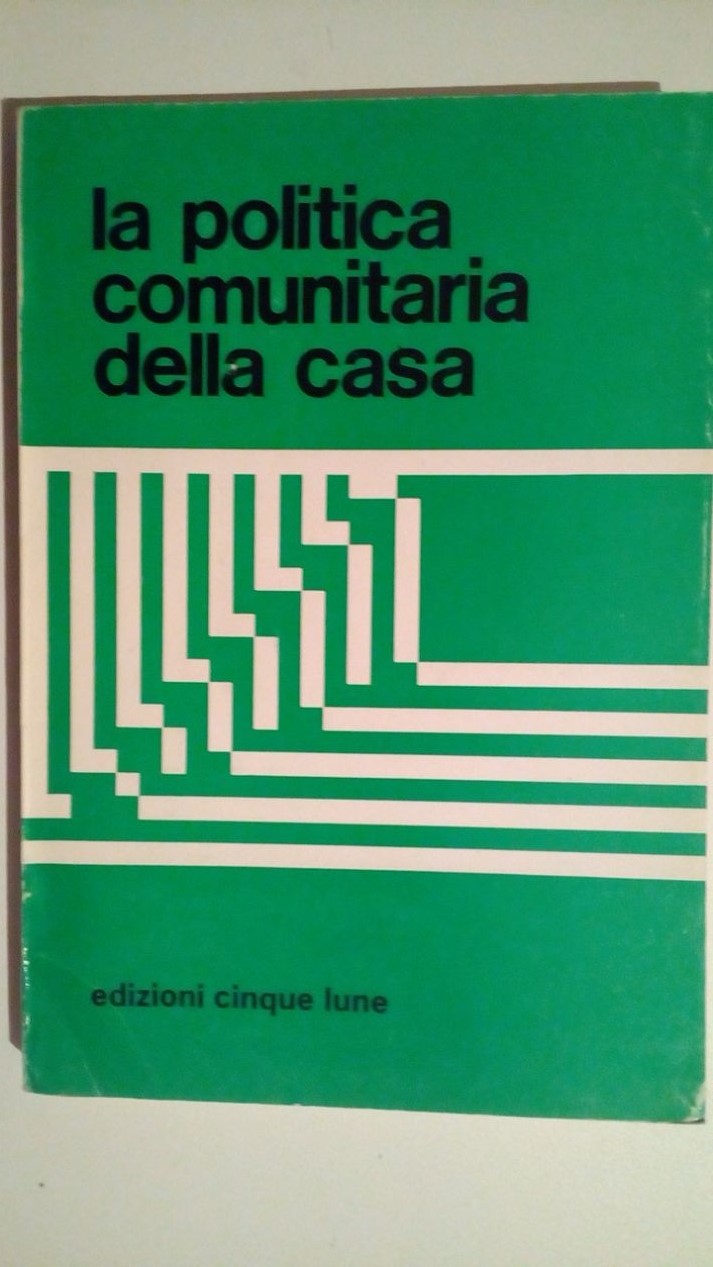 la politica
comunitaria
della casa
edizioni cinque lune